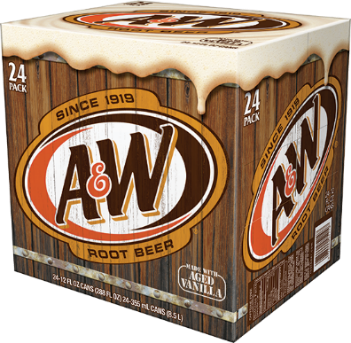 24
PACK
SINCE 1919
A&W
ROOT BEER
MADE WITH
AGED
VANILLA
24-12 FL OZ CANS (288 FL OZ) 24-355 mL CANS (8.5 L)
24
PACK
SINCE 1919
A&W
ROOT BEER